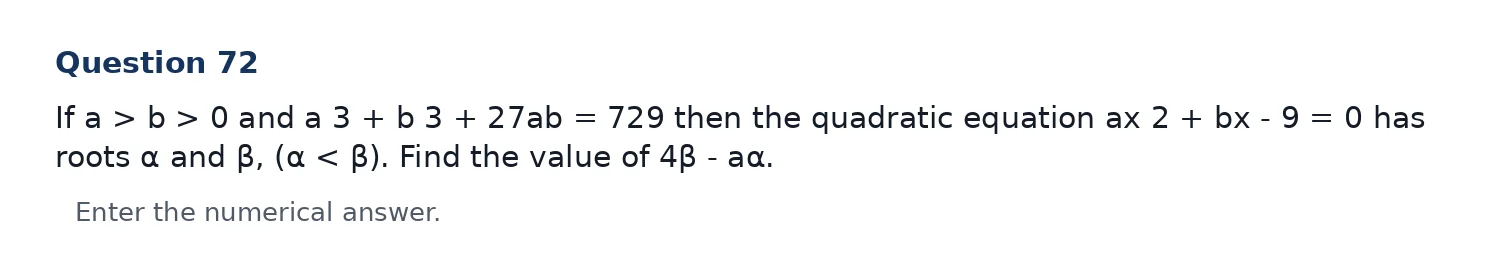 Question 72
If a > b > 0 and a 3 + b 3 + 27ab = 729 then the quadratic equation ax 2 + bx - 9 = 0 has
roots α and β, (α < β). Find the value of 4β - aα.
Enter the numerical answer.